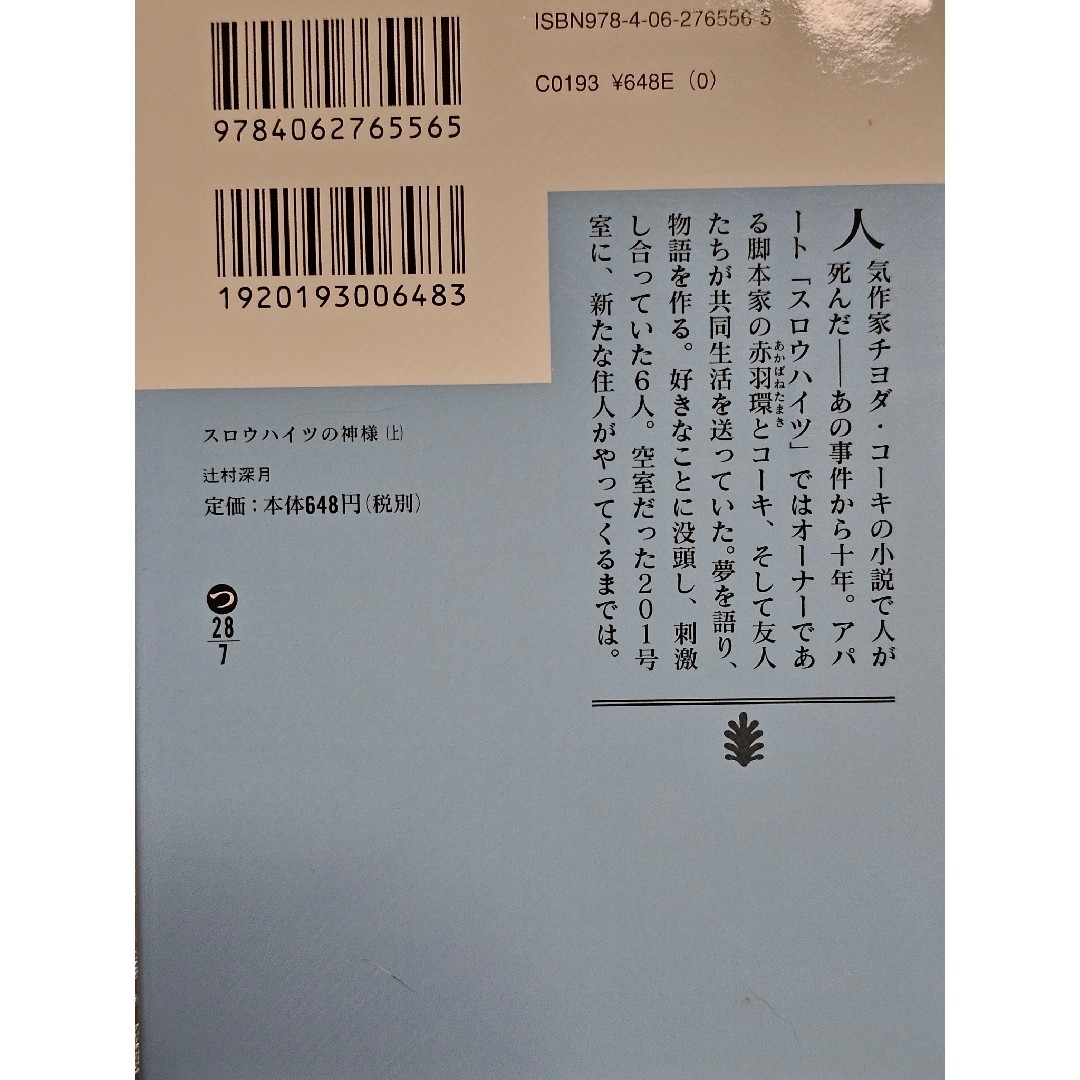 ISBN978-4-06-276556-5
C0193 ¥648E (0)
9784062765565
1920193006483
人気作家チヨダ・コーキの小説で人が
死んだ——あの事件から十年。アパ
ート「スロウハイツ」ではオーナーであ
る脚本家の赤羽環とコーキ、そして友人
あかばねたまき
たちが共同生活を送っていた。夢を語り、
物語を作る。好きなことに没頭し、刺激
し合っていた6人。空室だった201号
室に、新たな住人がやってくるまでは。
スロウハイツの神様(上)
辻村深月
定価:本体648円(税別)
つ
28
7